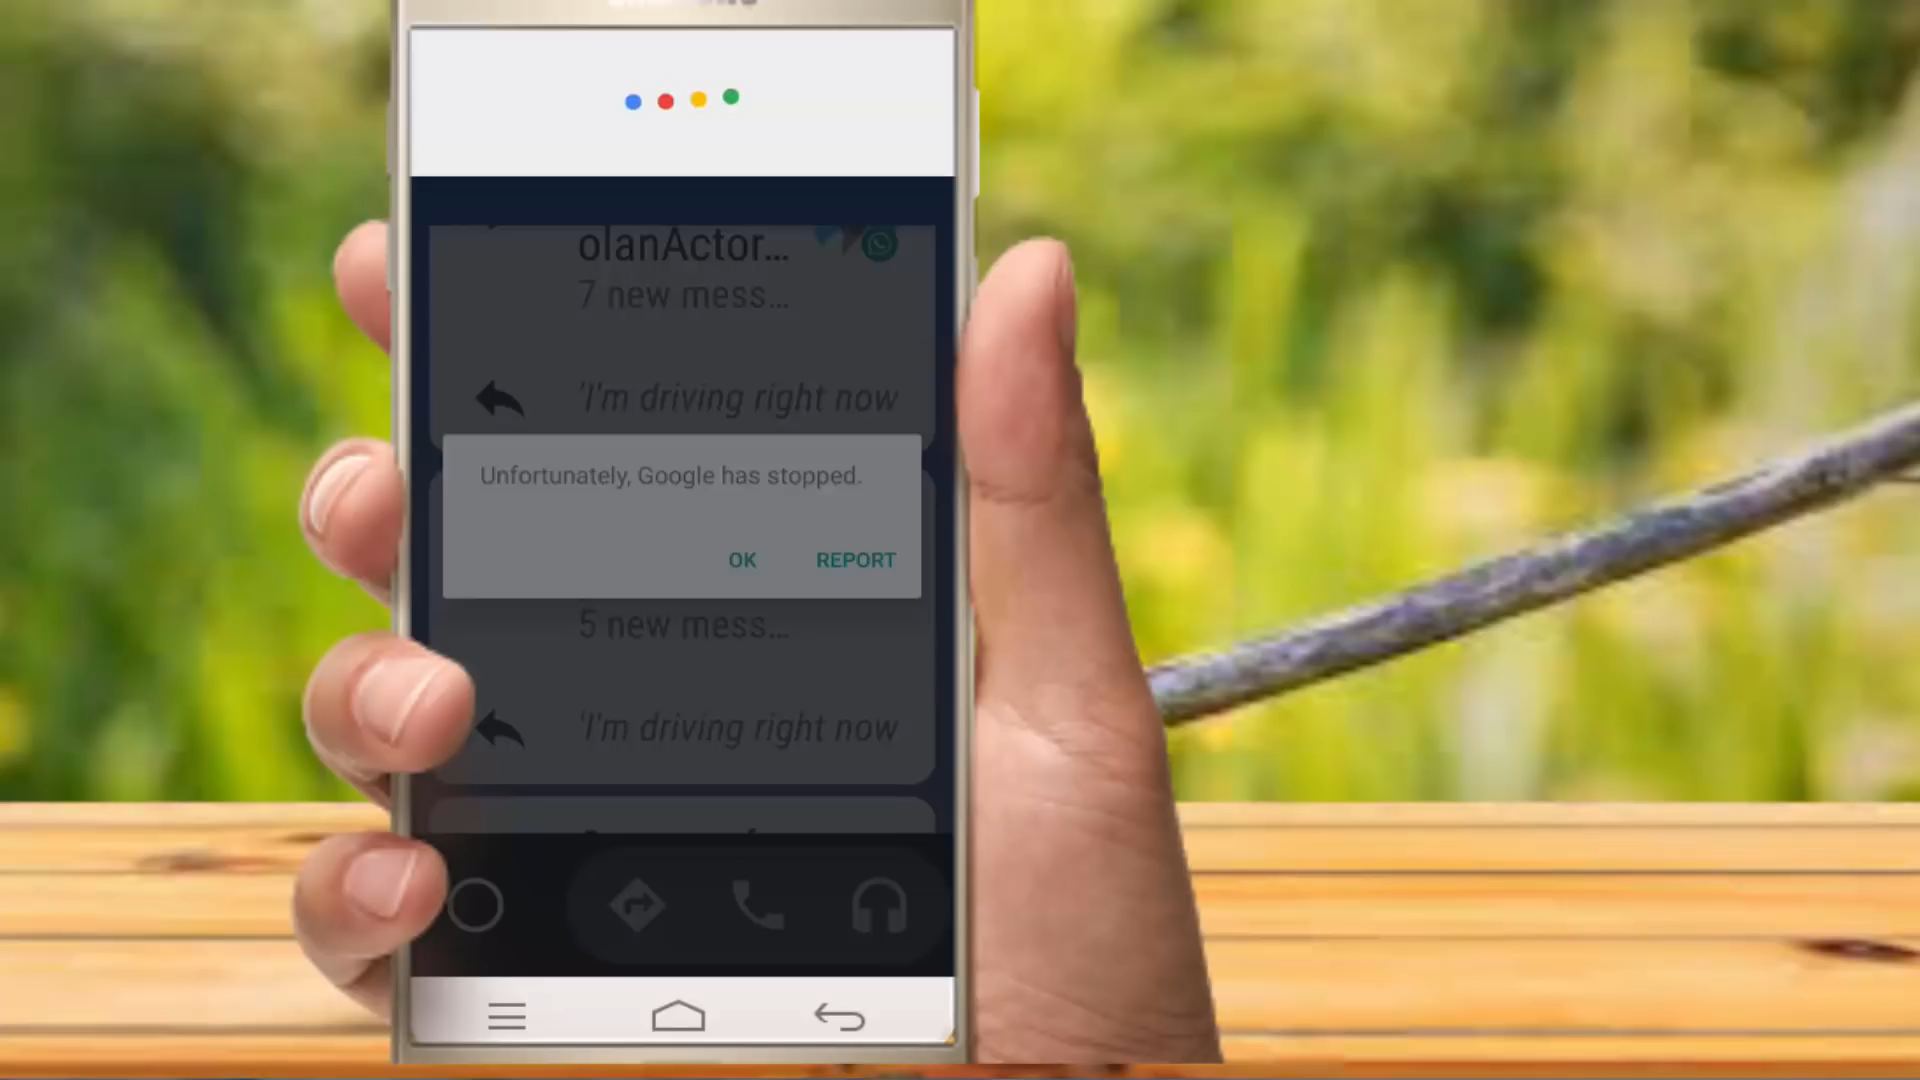 olanActor...
7 new mess...
'I'm driving right now
Unfortunately, Google has stopped.
OK REPORT
5 new mess...
'I'm driving right now